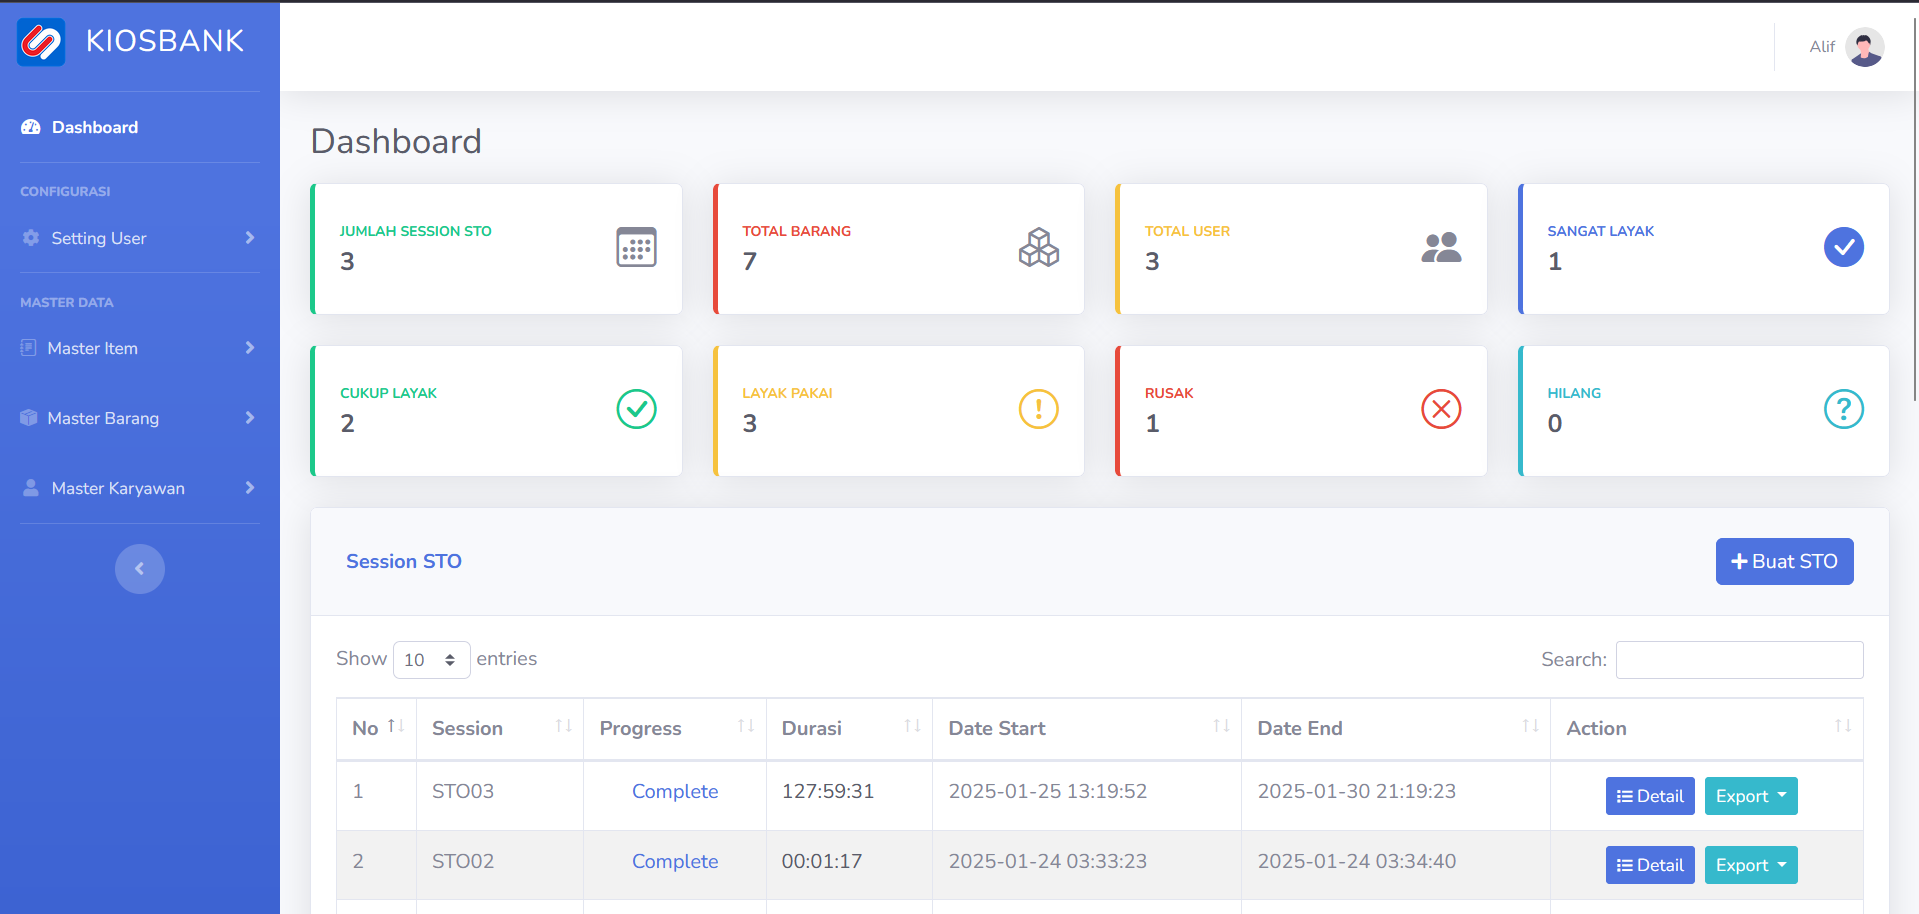 KIOSBANK
Alif
Dashboard
CONFIGURASI
Setting User
MASTER DATA
Master Item
Master Barang
Master Karyawan
Dashboard
JUMLAH SESSION STO
3
TOTAL BARANG
7
TOTAL USER
3
SANGAT LAYAK
1
CUKUP LAYAK
2
LAYAK PAKAI
3
RUSAK
1
HILANG
0
Session STO
Buat STO
Show 10 entries
Search:
No Session Progress Durasi Date Start Date End Action
1 STO03 Complete 127:59:31 2025-01-25 13:19:52 2025-01-30 21:19:23 Detail Export
2 STO02 Complete 00:01:17 2025-01-24 03:33:23 2025-01-24 03:34:40 Detail Export